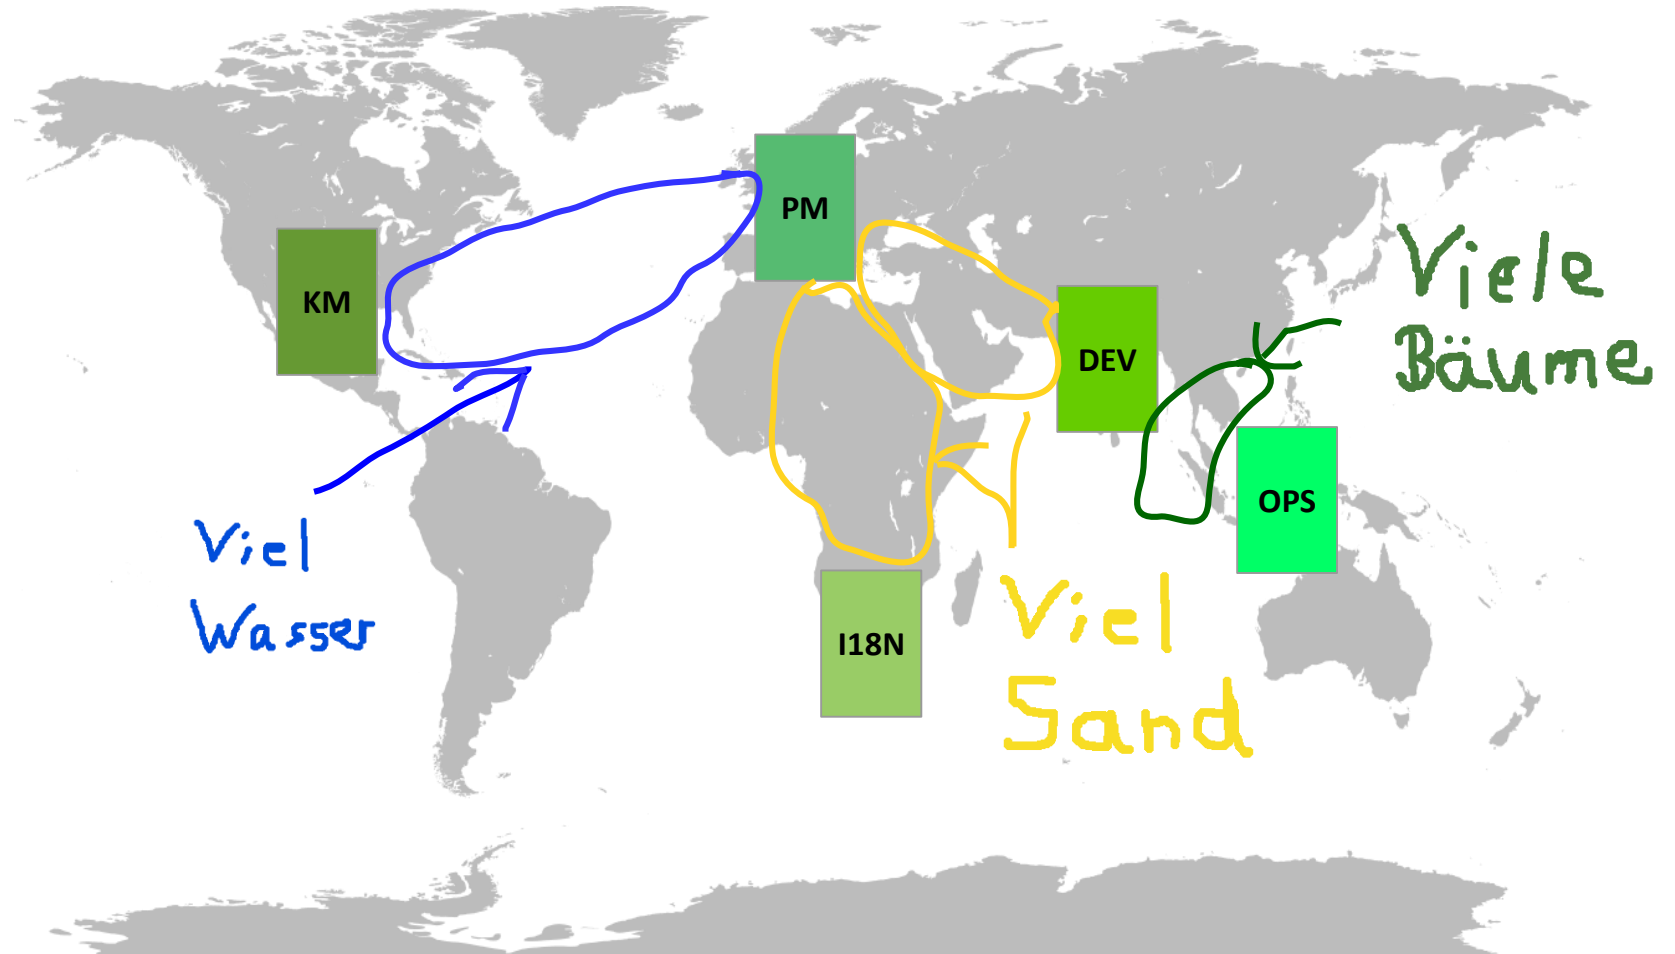 PM
KM
DEV
Viele
Bäume
OPS
Viel
Wasser
I18N
Viel
Sand